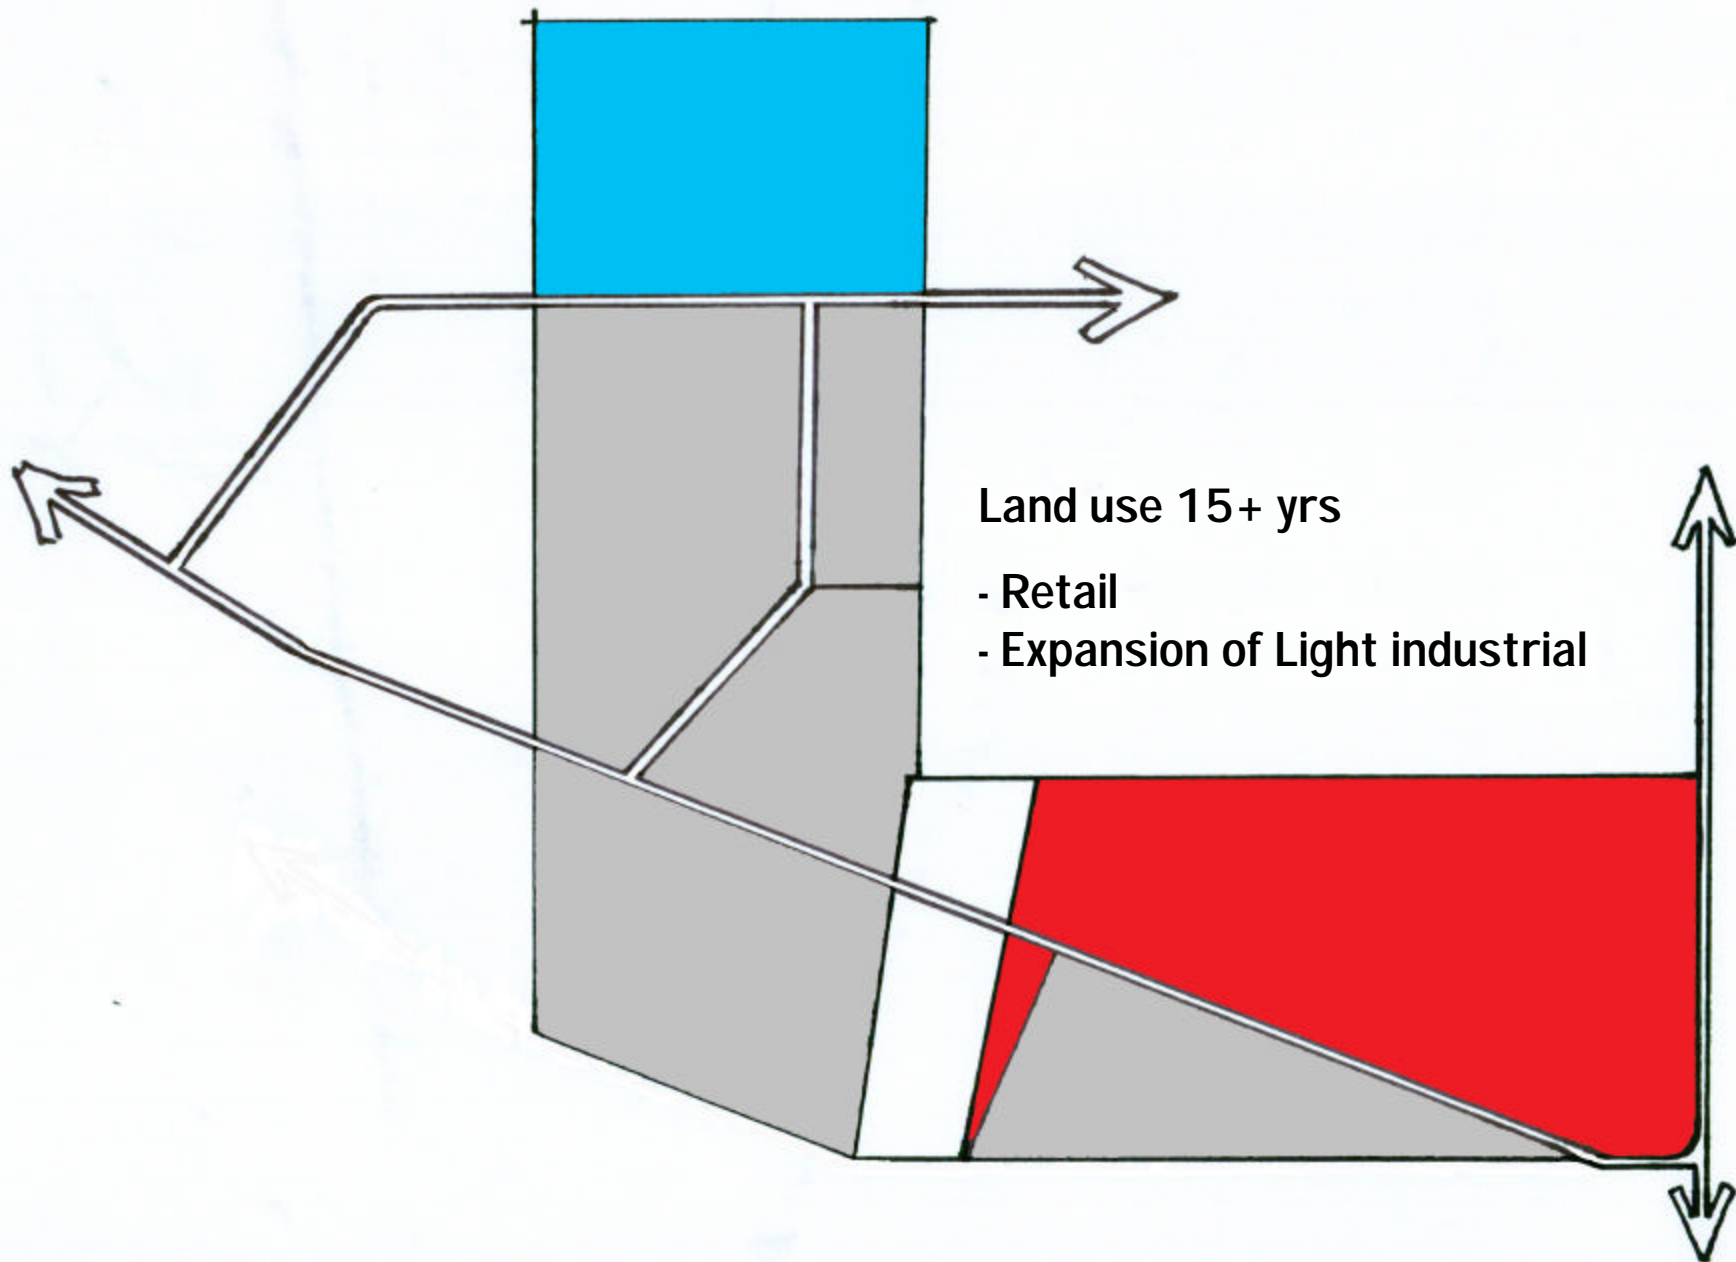 Land use 15+ yrs
- Retail
- Expansion of Light industrial